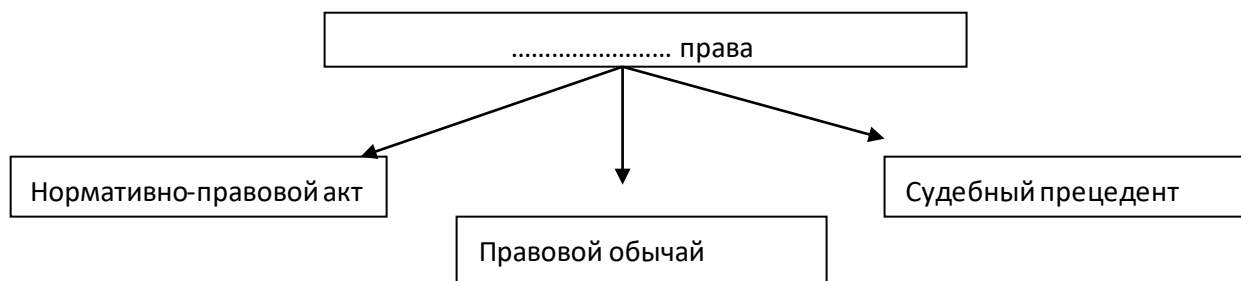 ........................ права
Нормативно-правовой акт
Судебный прецедент
Правовой обычай